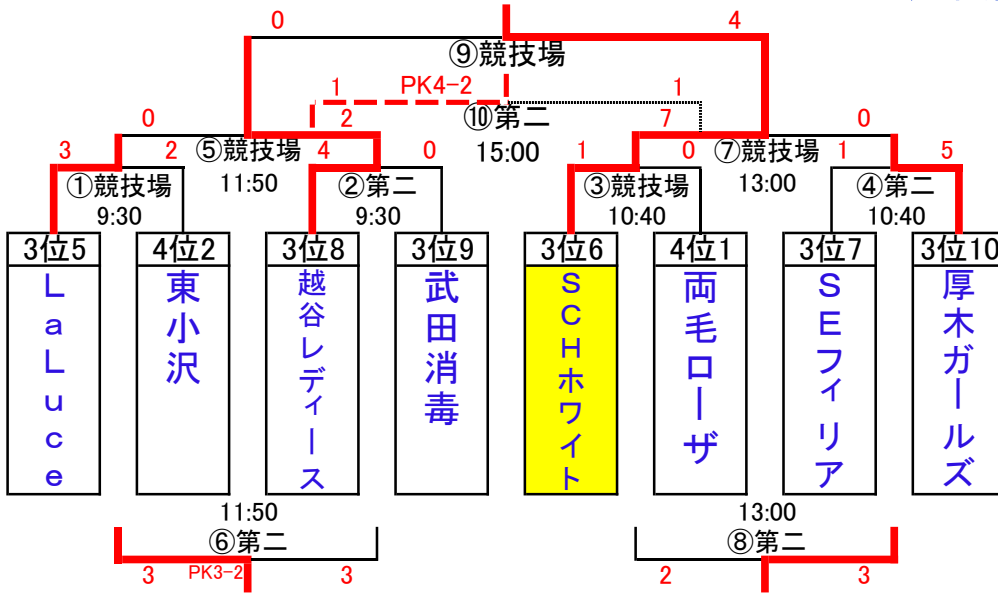 0 4
⑨競技場
1 PK4-2 1
0 2 ⑩第二 7 0
3 2 ⑤競技場 4 0 15:00 1 0 ⑦競技場 1 5
①競技場 11:50 ②第二 ③競技場 13:00 ④第二
9:30 9:30 10:40 10:40
3位5 4位2 3位8 3位9 3位6 4位1 3位7 3位10
LaLuce
東小沢
越谷レディース
武田消毒
SCHホワイト
両毛ローザ
SEフィリア
厚木ガールズ
11:50 13:00
⑥第二 ⑧第二
3 PK3-2 3 2 3